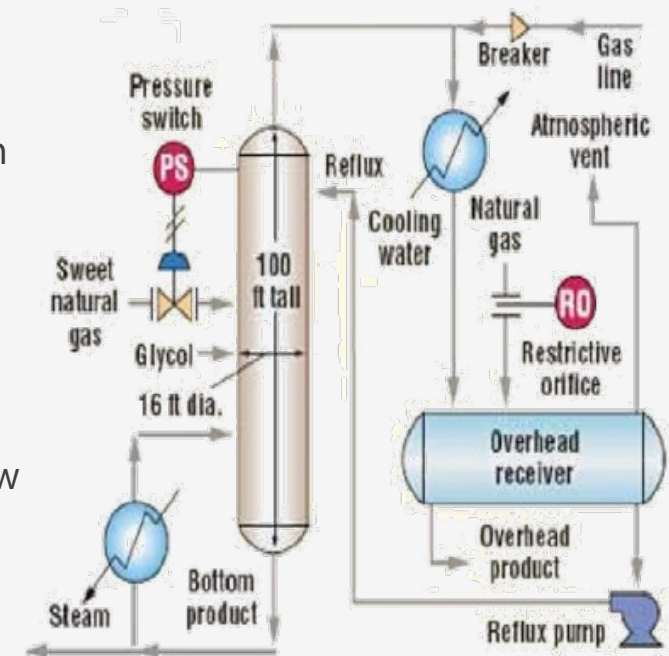 Breaker
Gas
line
Pressure
switch
PS
Atmospheric
vent
n
Reflux
Cooling
water
Natural
gas
Sweet
natural
gas
100
ft tall
RO
Restrictive
orifice
Glycol
16 ft dia.
Overhead
receiver
w
Overhead
product
Bottom
product
Steam
Reflux pump